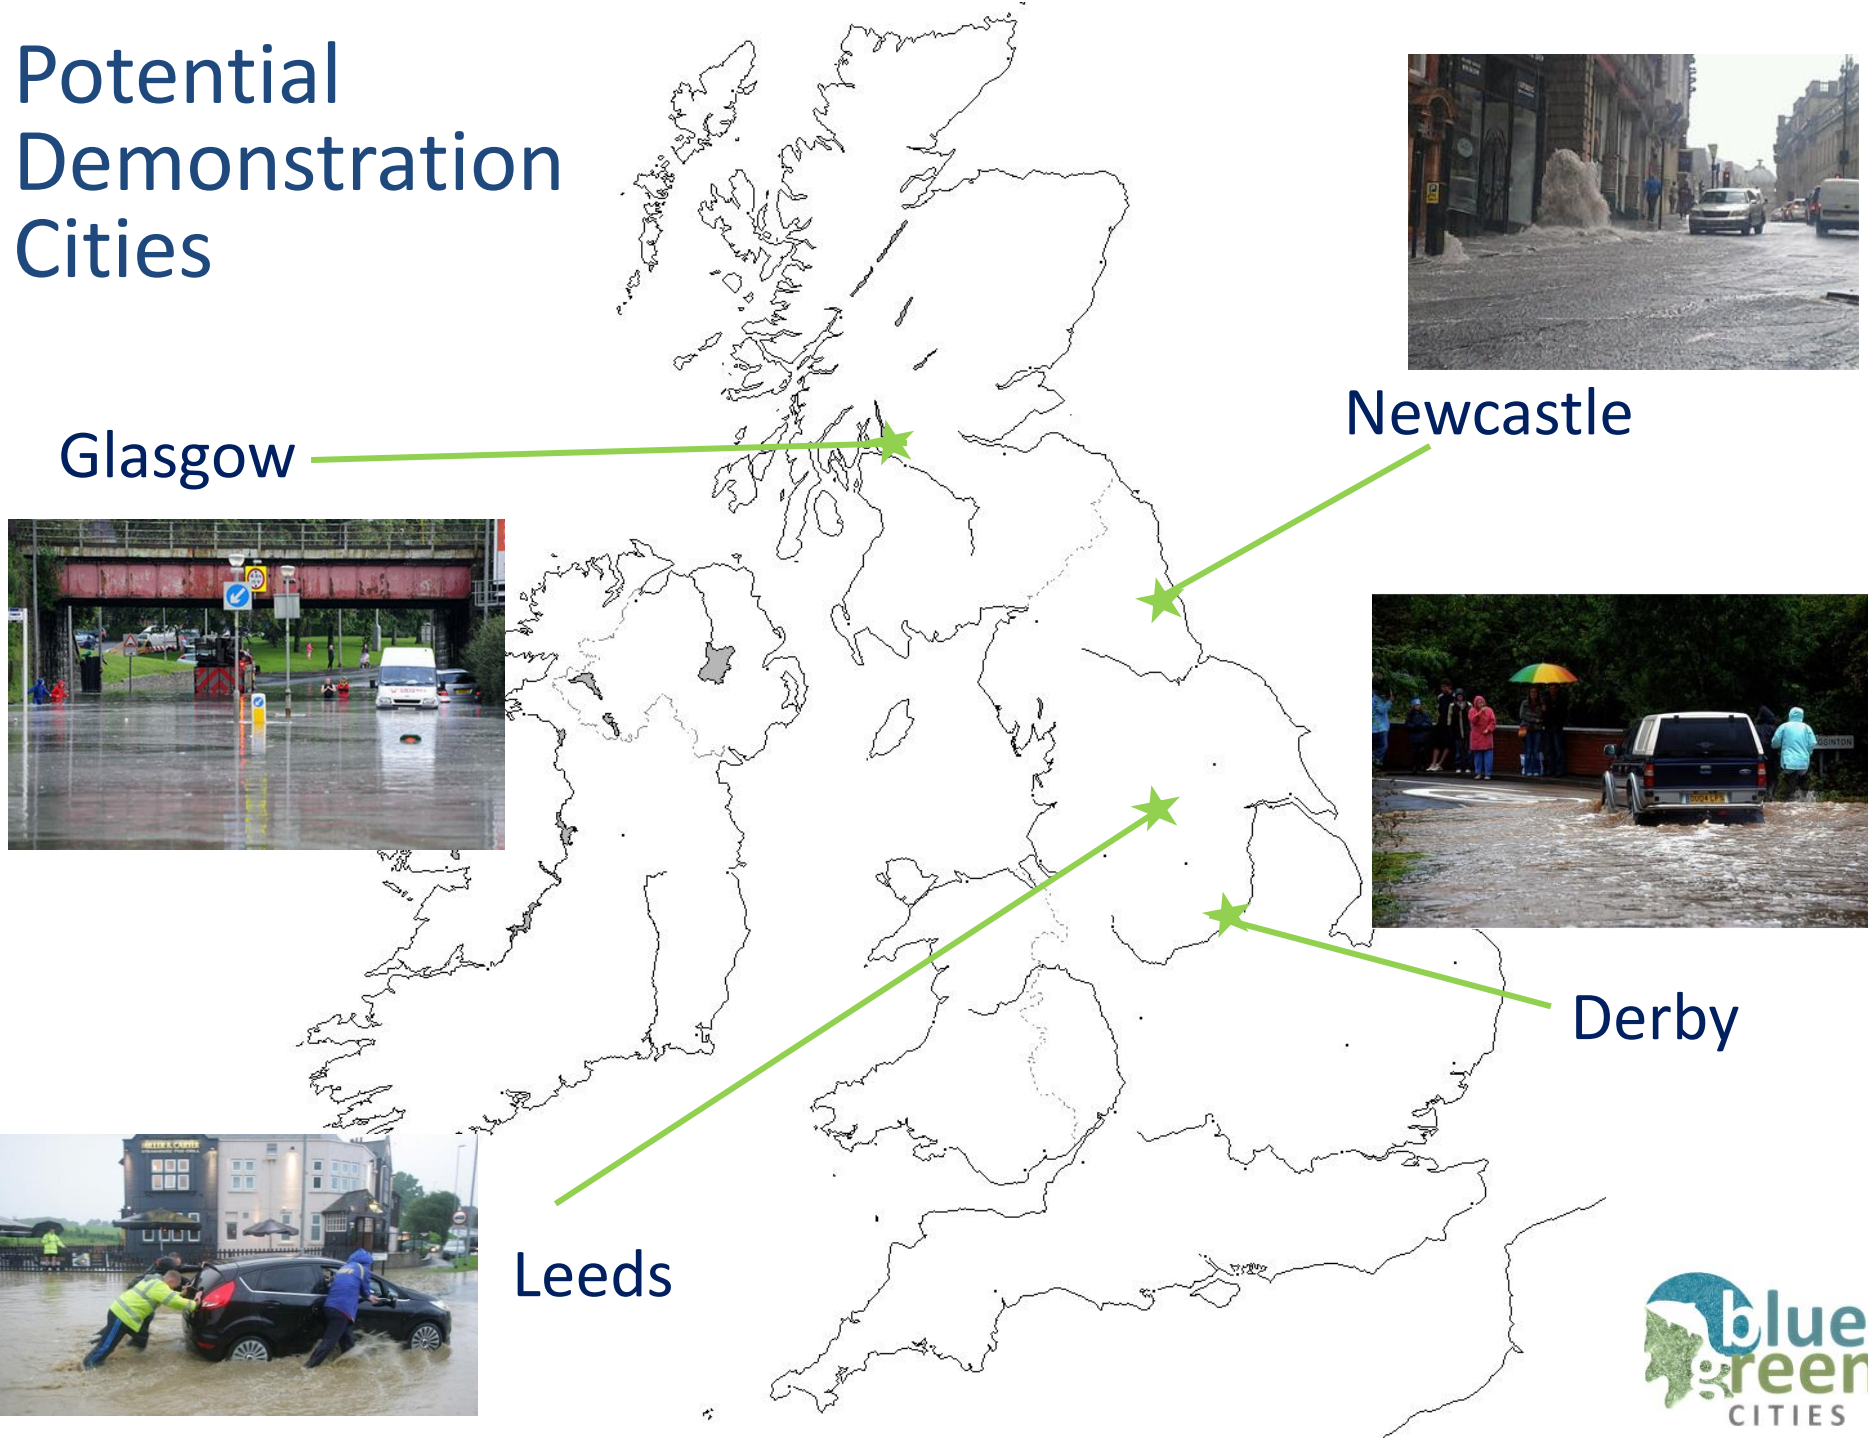 Potential
Demonstration
Cities
Newcastle
Glasgow
Derby
Leeds
blue
green
CITIES